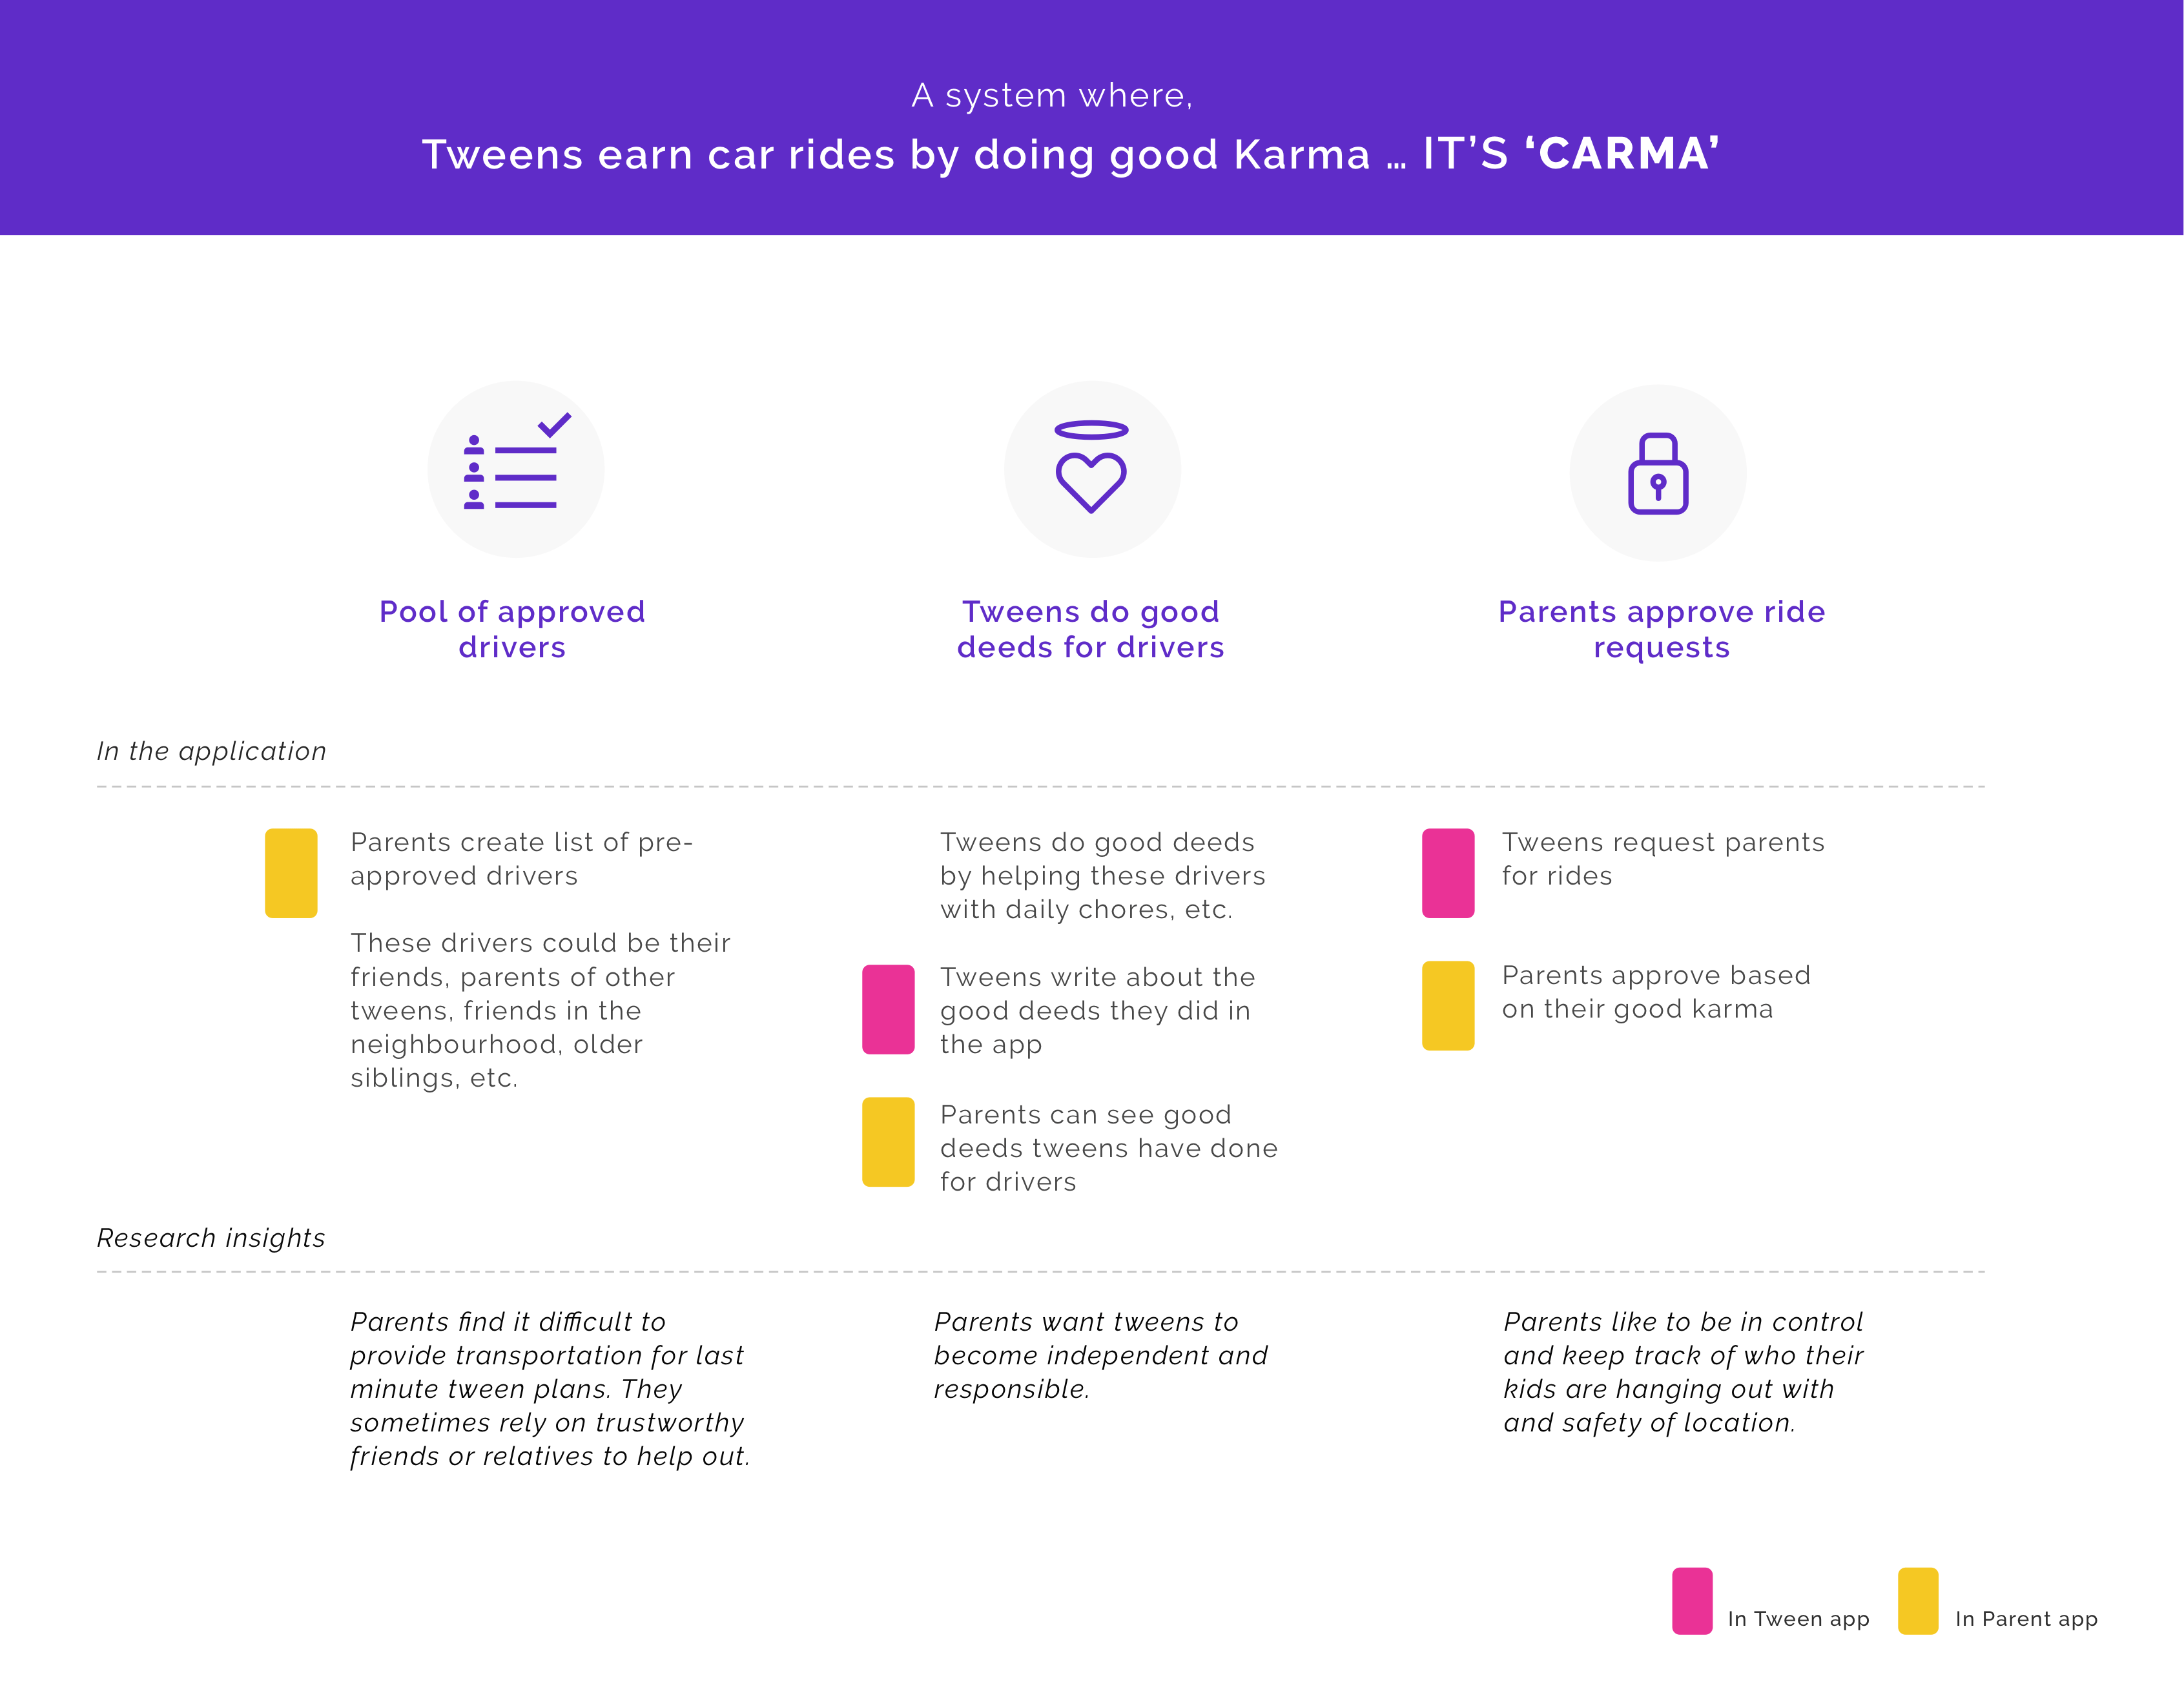 A system where,
Tweens earn car rides by doing good Karma ... IT’S ‘CARMA’
Pool of approved
drivers
Tweens do good
deeds for drivers
Parents approve ride
requests
In the application
Parents create list of pre-
approved drivers
These drivers could be their
friends, parents of other
tweens, friends in the
neighbourhood, older
siblings, etc.
Tweens do good deeds
by helping these drivers
with daily chores, etc.
Tweens write about the
good deeds they did in
the app
Parents can see good
deeds tweens have done
for drivers
Tweens request parents
for rides
Parents approve based
on their good karma
Research insights
Parents find it difficult to
provide transportation for last
minute tween plans. They
sometimes rely on trustworthy
friends or relatives to help out.
Parents want tweens to
become independent and
responsible.
Parents like to be in control
and keep track of who their
kids are hanging out with
and safety of location.
In Tween app
In Parent app